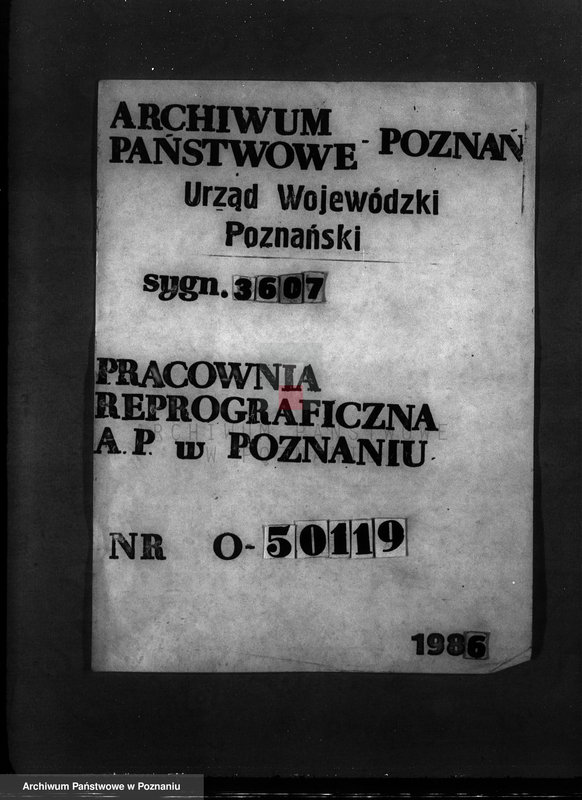 ARCHIWUM
PAŃSTWOWE - POZNAŃ
Urząd Wojewódzki
Poznański
sygn. 3607
PRACOWNIA
REPROGRAFICZNA
A.P. w POZNANIU
NR O-50119
1986
Archiwum Państwowe w Poznaniu